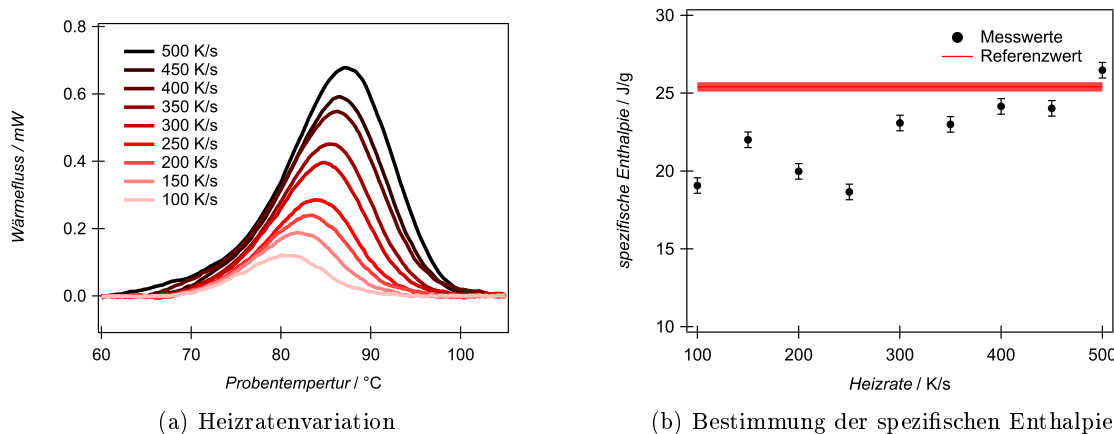 0.8
0.6
0.4
0.2
0.0
Wärmefluss / mW
500 K/s
450 K/s
400 K/s
350 K/s
300 K/s
250 K/s
200 K/s
150 K/s
100 K/s
60 70 80 90 100
Probentempertur / °C
(a) Heizratenvariation
30
25
20
15
10
spezifische Enthalpie / J/g
Messwerte
Referenzwert
100 200 300 400 500
Heizrate / K/s
(b) Bestimmung der spezifischen Enthalpie